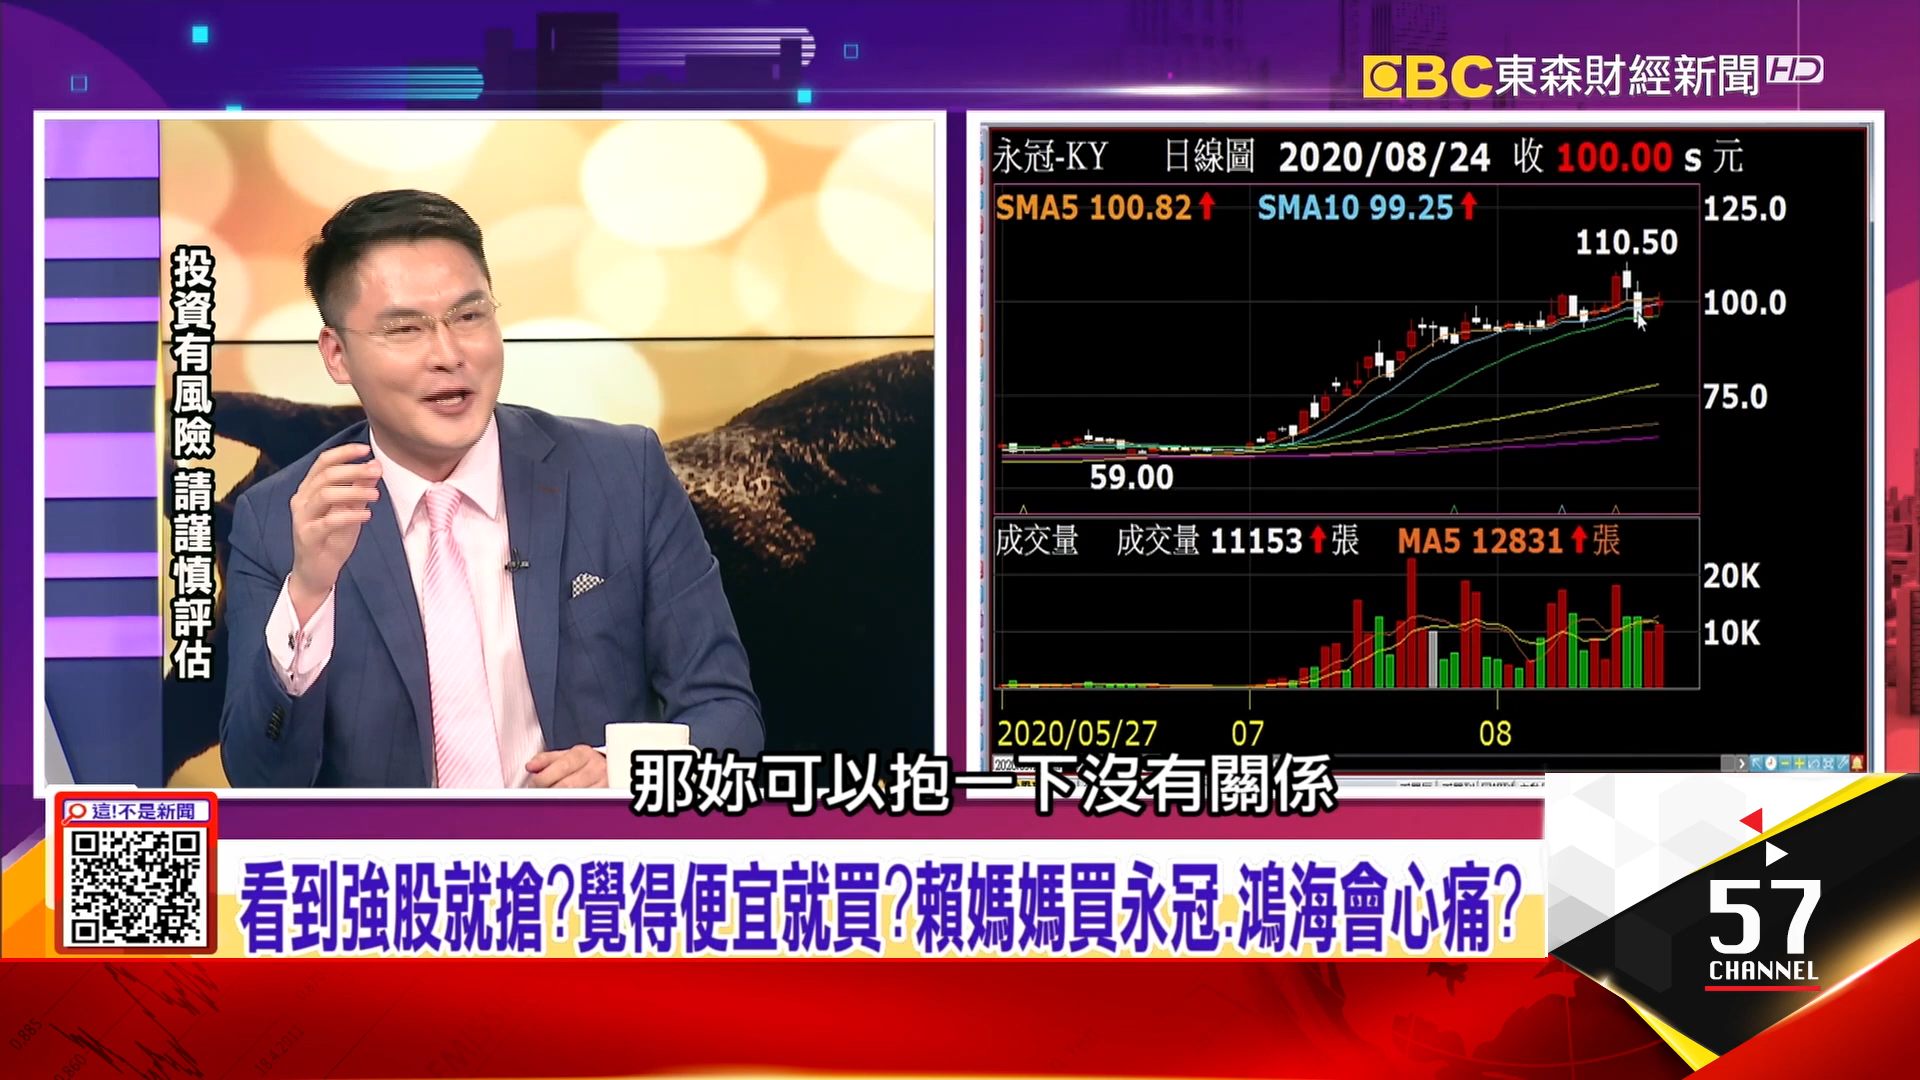 EBC東森財經新聞HD
投資有風險 請謹慎評估
永冠-KY 日線圖 2020/08/24 收 100.00 s 元
SMA5 100.82↑ SMA10 99.25↑
125.0
110.50
100.0
75.0
59.00
成交量 成交量 11153↑張 MA5 12831↑張
20K
10K
2020/05/27 07 08
那妳可以抱一下沒有關係
這!不是新聞
看到強股就搶?覺得便宜就買?賴媽媽買永冠.鴻海會心痛?
57
CHANNEL